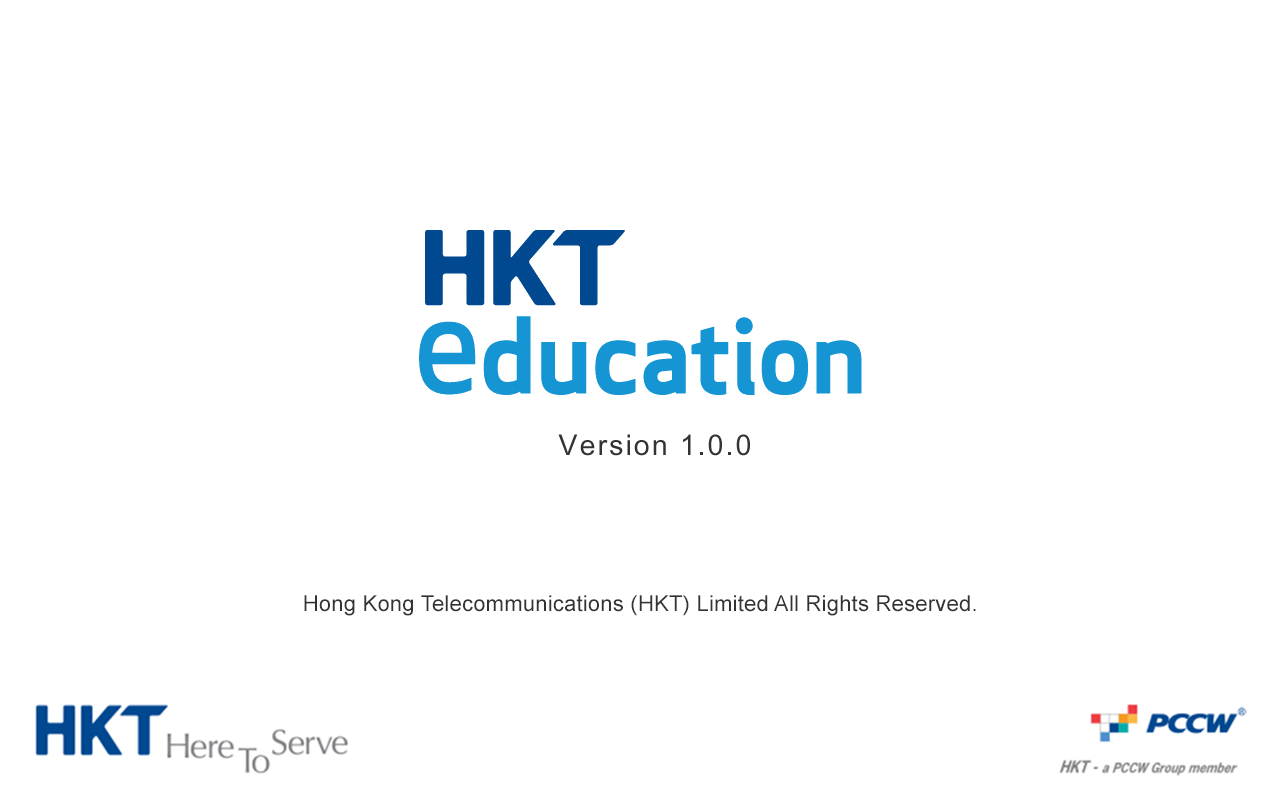 HKT
education
Version 1.0.0
Hong Kong Telecommunications (HKT) Limited All Rights Reserved.
HKT Here To Serve
PCCW®
HKT - a PCCW Group member